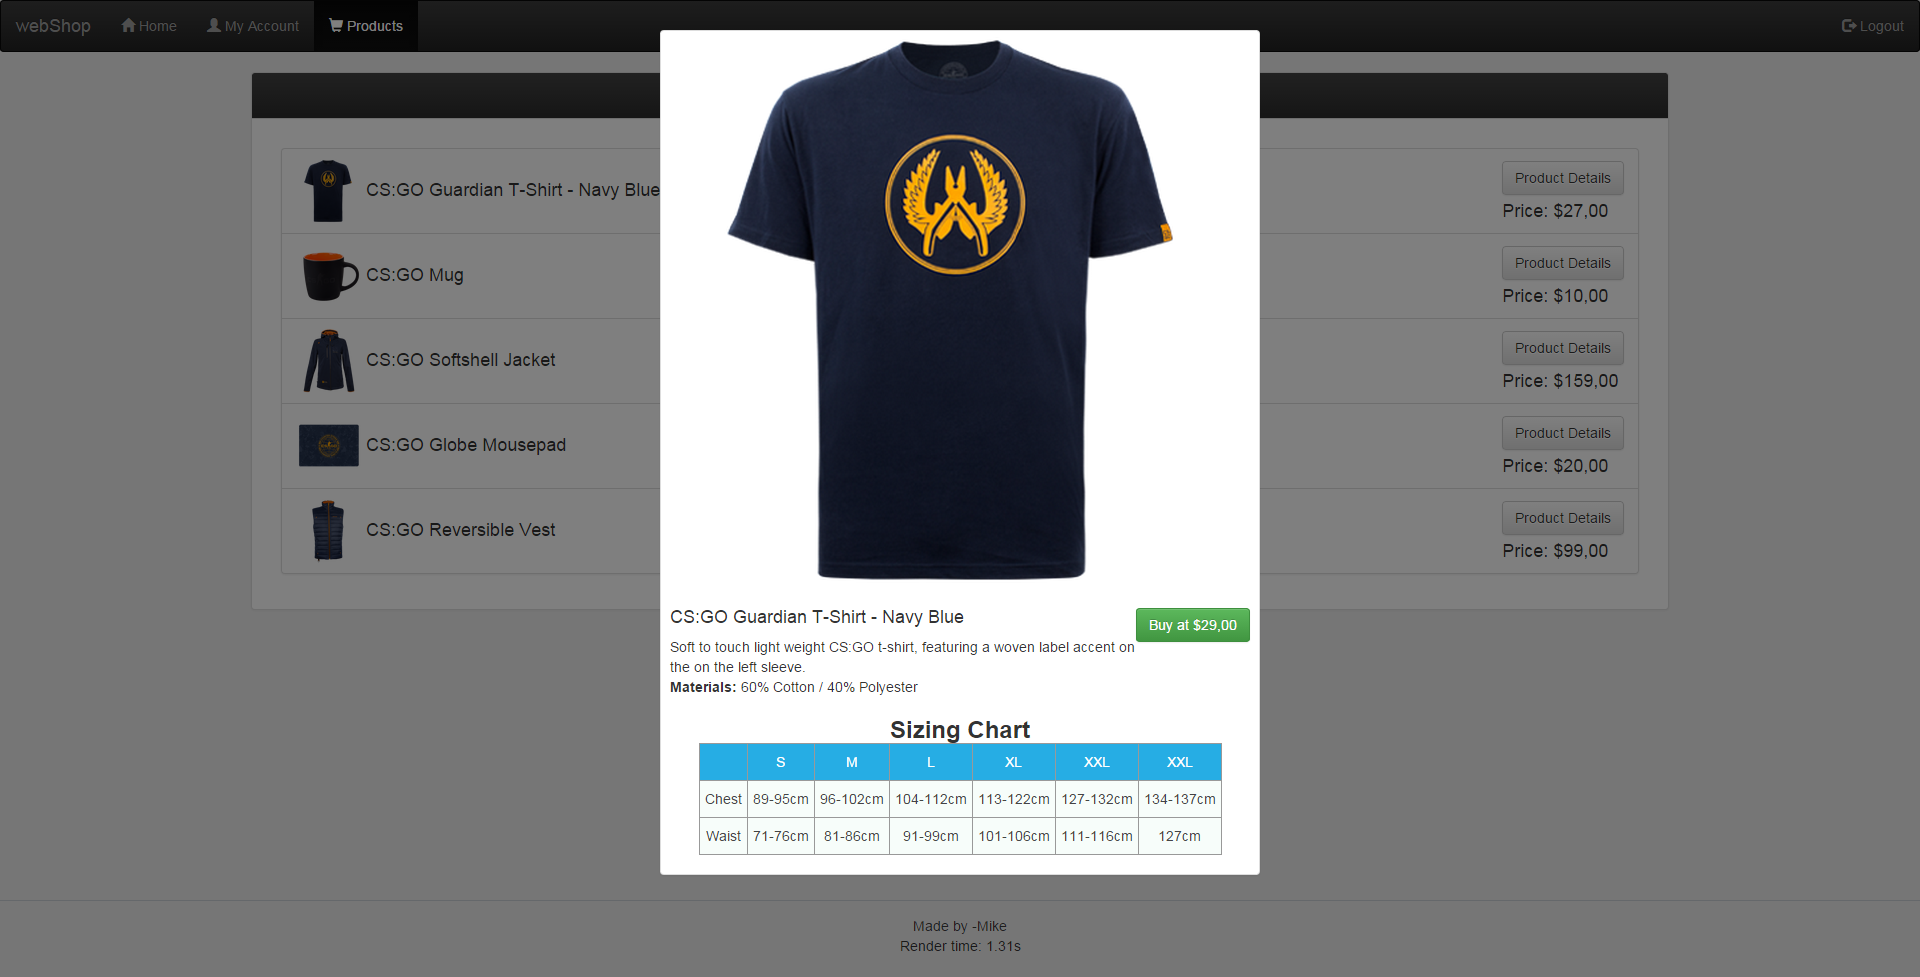 webShop Home My Account Products Logout
CS:GO Guardian T-Shirt - Navy Blue
Product Details
Price: $27,00
CS:GO Mug
Product Details
Price: $10,00
CS:GO Softshell Jacket
Product Details
Price: $159,00
CS:GO Globe Mousepad
Product Details
Price: $20,00
CS:GO Reversible Vest
Product Details
Price: $99,00
CS:GO Guardian T-Shirt - Navy Blue
Buy at $29,00
Soft to touch light weight CS:GO t-shirt, featuring a woven label accent on
the on the left sleeve.
Materials: 60% Cotton / 40% Polyester
Sizing Chart
S M L XL XXL XXL
Chest 89-95cm 96-102cm 104-112cm 113-122cm 127-132cm 134-137cm
Waist 71-76cm 81-86cm 91-99cm 101-106cm 111-116cm 127cm
Made by -Mike
Render time: 1.31s